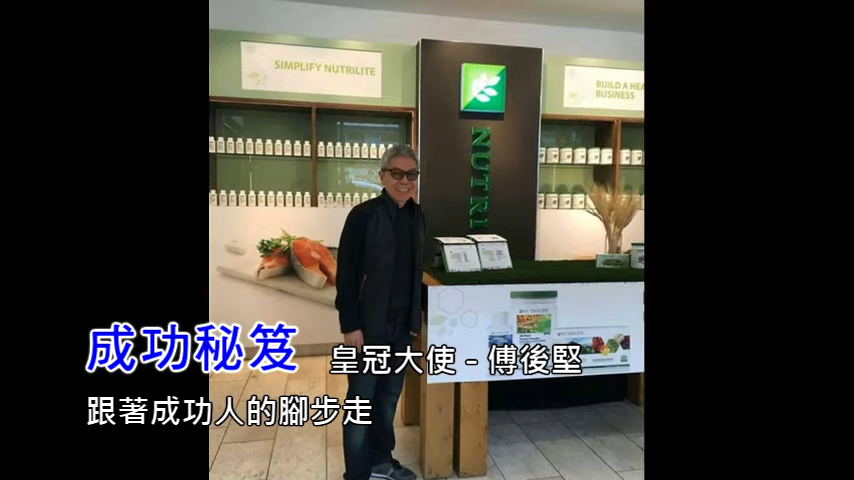 SIMPLIFY NUTRILITE
BUILD A HEA
BUSINESS
NUTRI
NUTRILITE
成功秘笈
皇冠大使 - 傅後堅
跟著成功人的腳步走